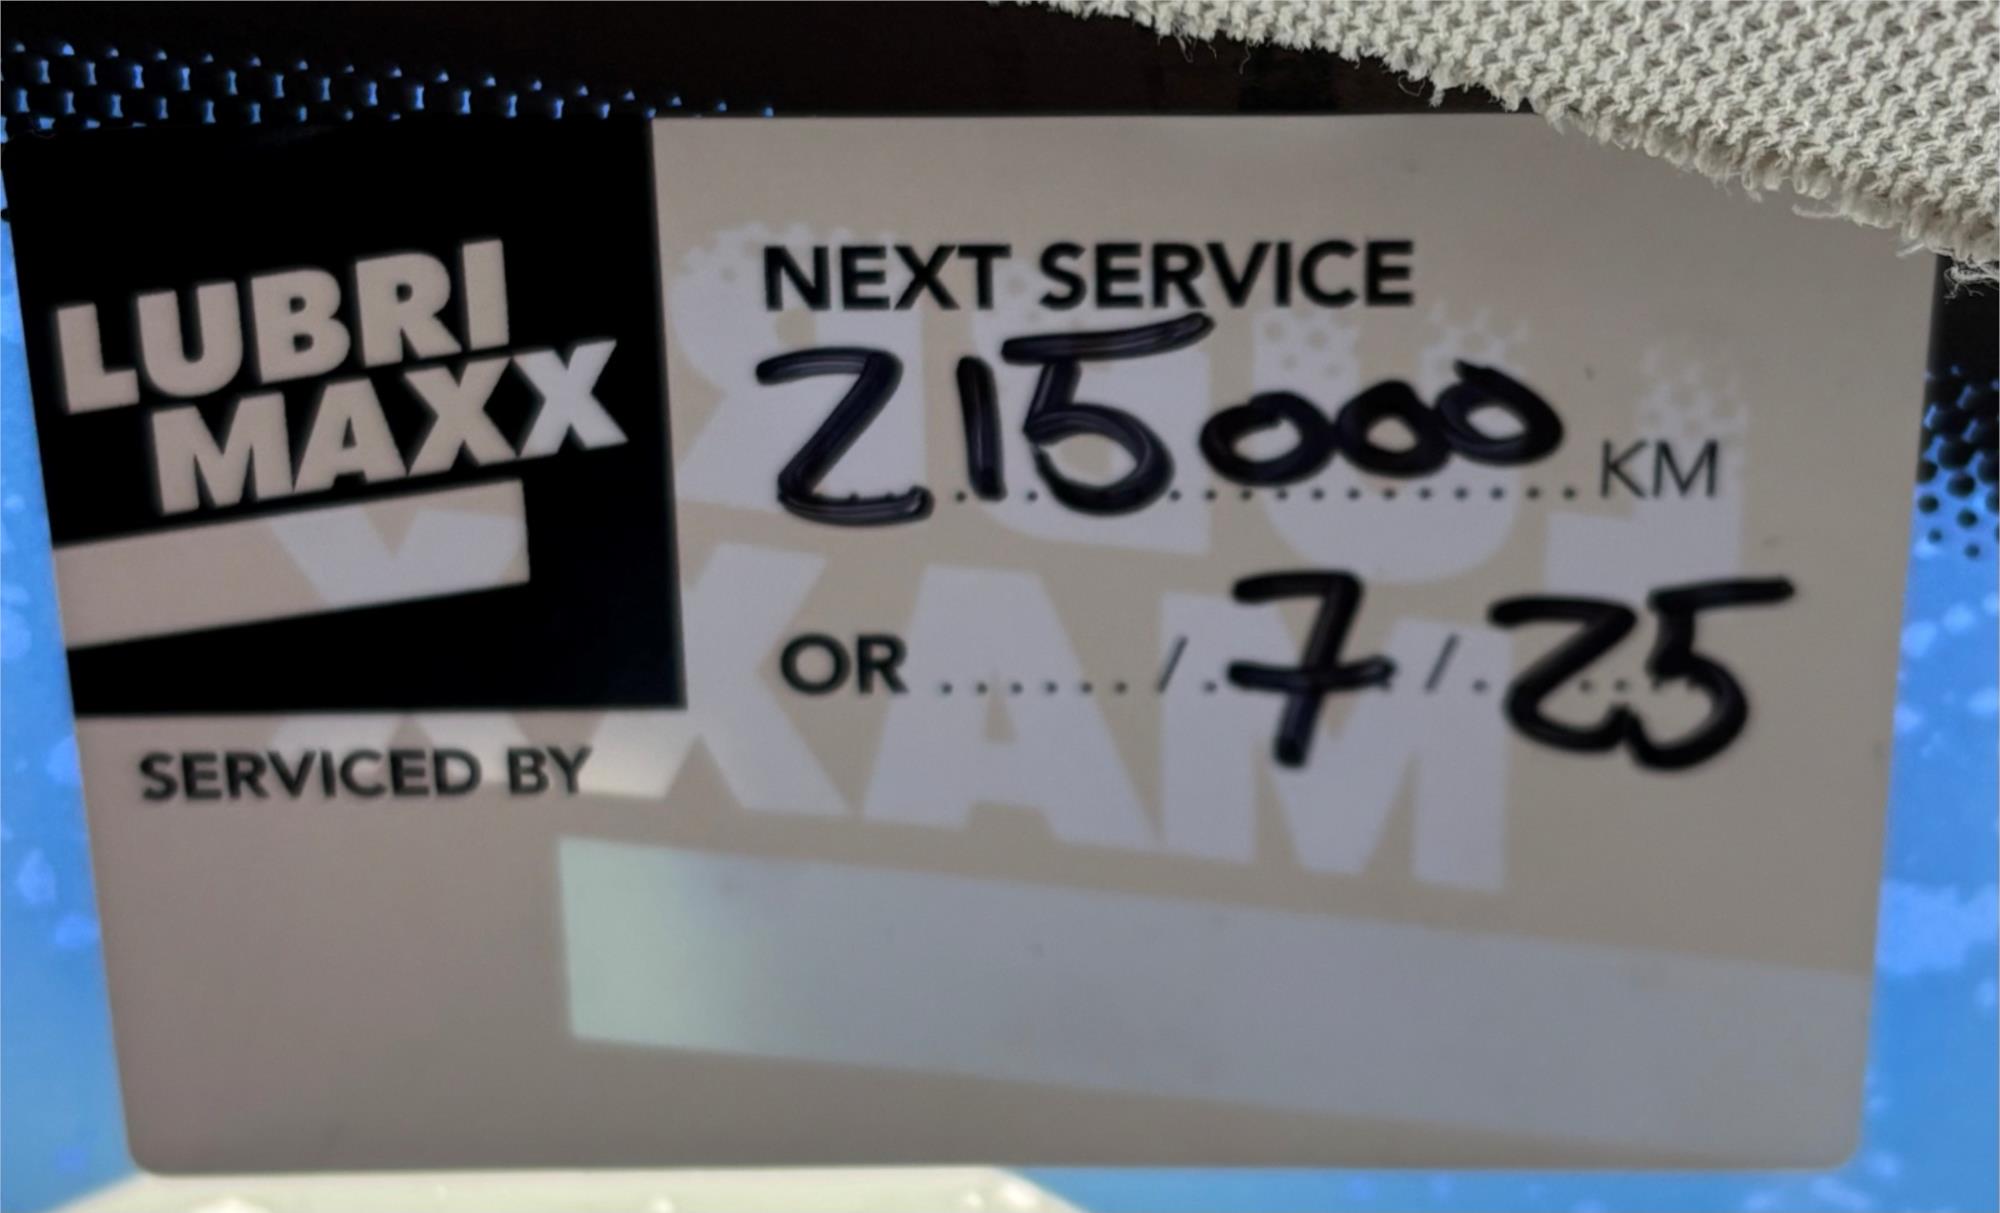 LUBRI
MAXX
NEXT SERVICE
215000 KM
OR ....../.7./.25
SERVICED BY